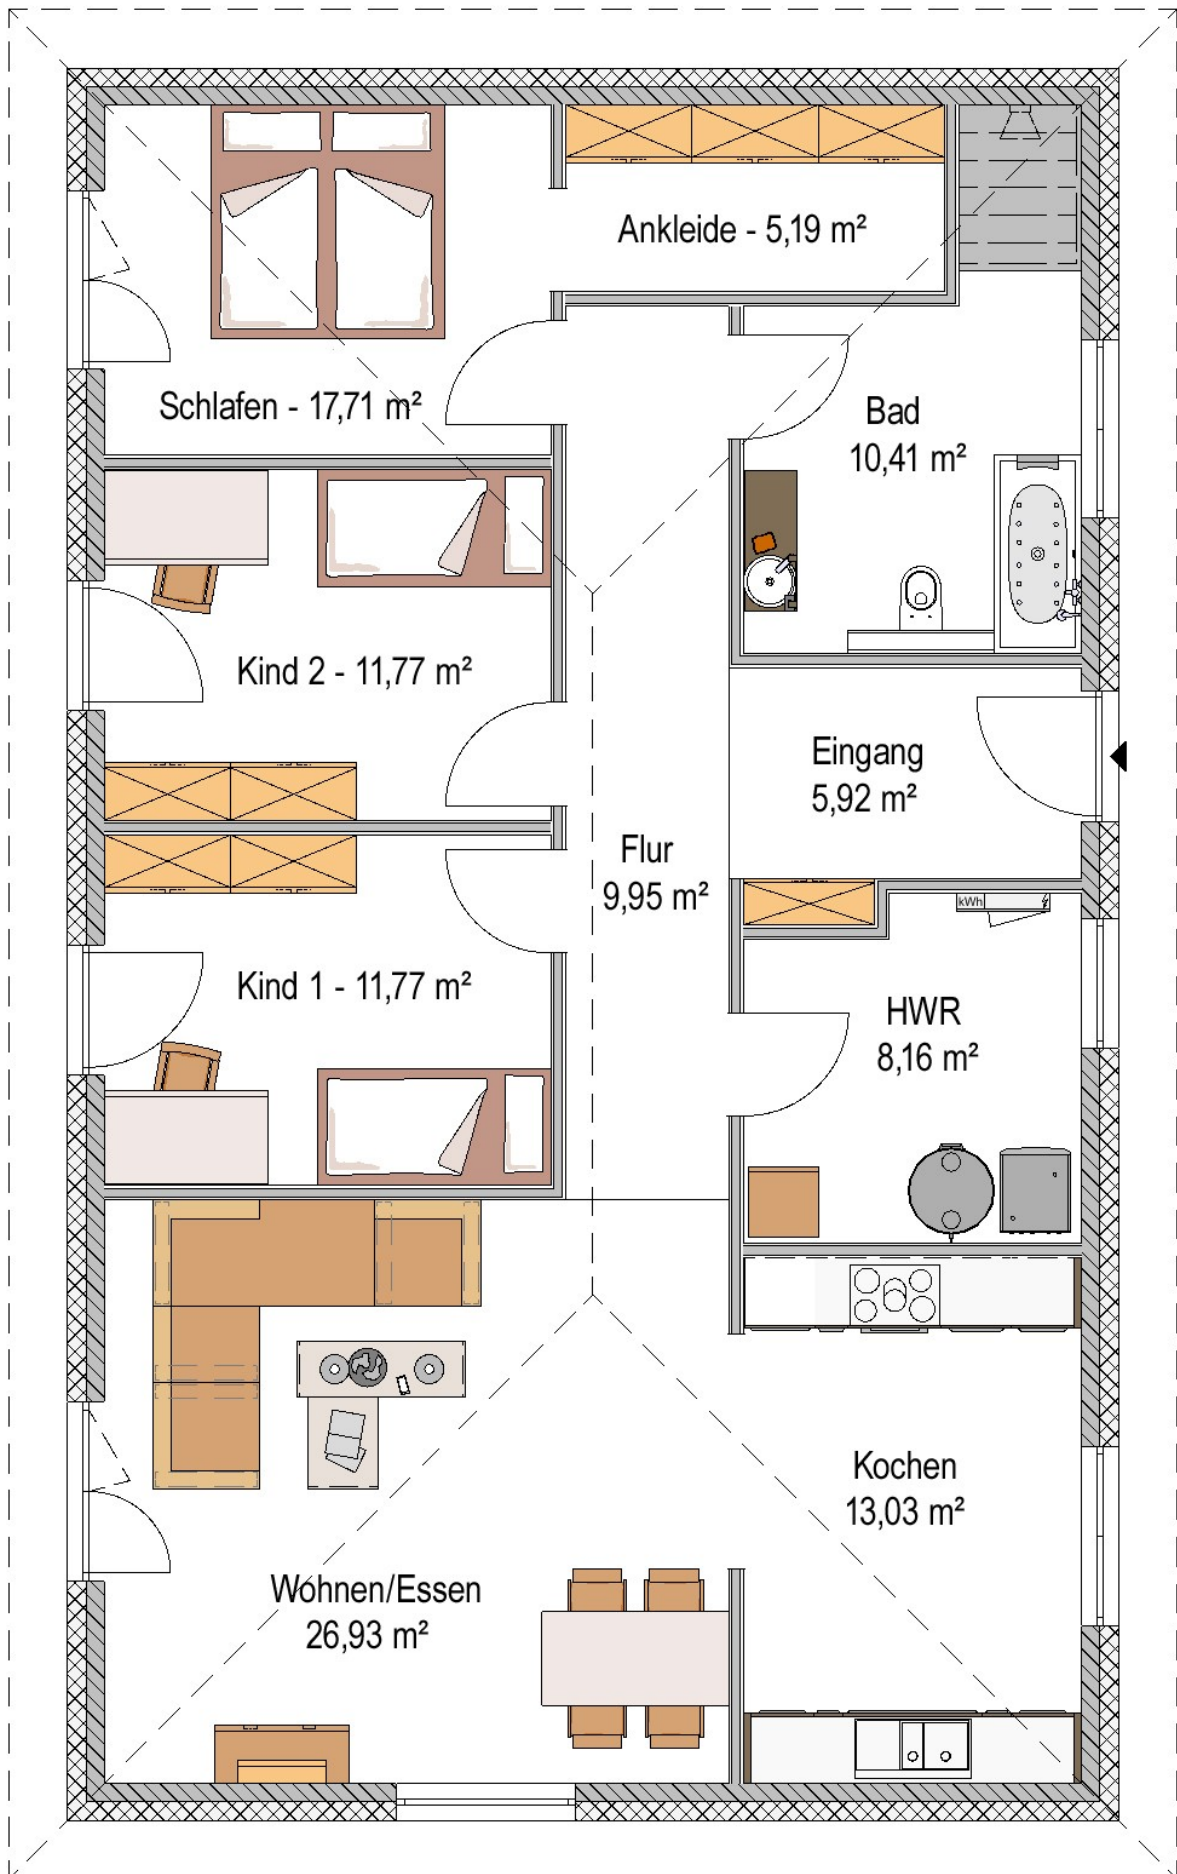 Ankleide - 5,19 m²
Schlafen - 17,71 m²
Bad
10,41 m²
Kind 2 - 11,77 m²
Eingang
5,92 m²
Flur
9,95 m²
kWh
Kind 1 - 11,77 m²
HWR
8,16 m²
Kochen
13,03 m²
Wohnen/Essen
26,93 m²